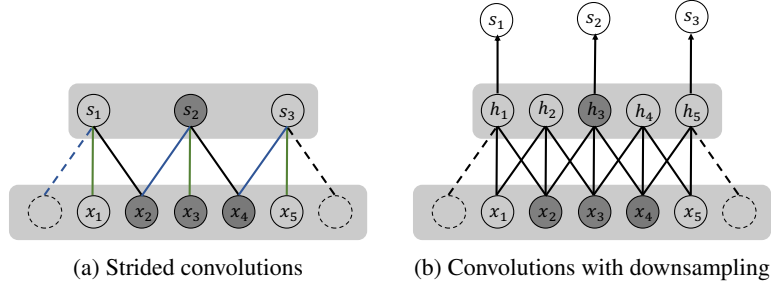 s₁ s₂ s₃
s₁ s₂ s₃ h₁ h₂ h₃ h₄ h₅
x₁ x₂ x₃ x₄ x₅ x₁ x₂ x₃ x₄ x₅
(a) Strided convolutions (b) Convolutions with downsampling